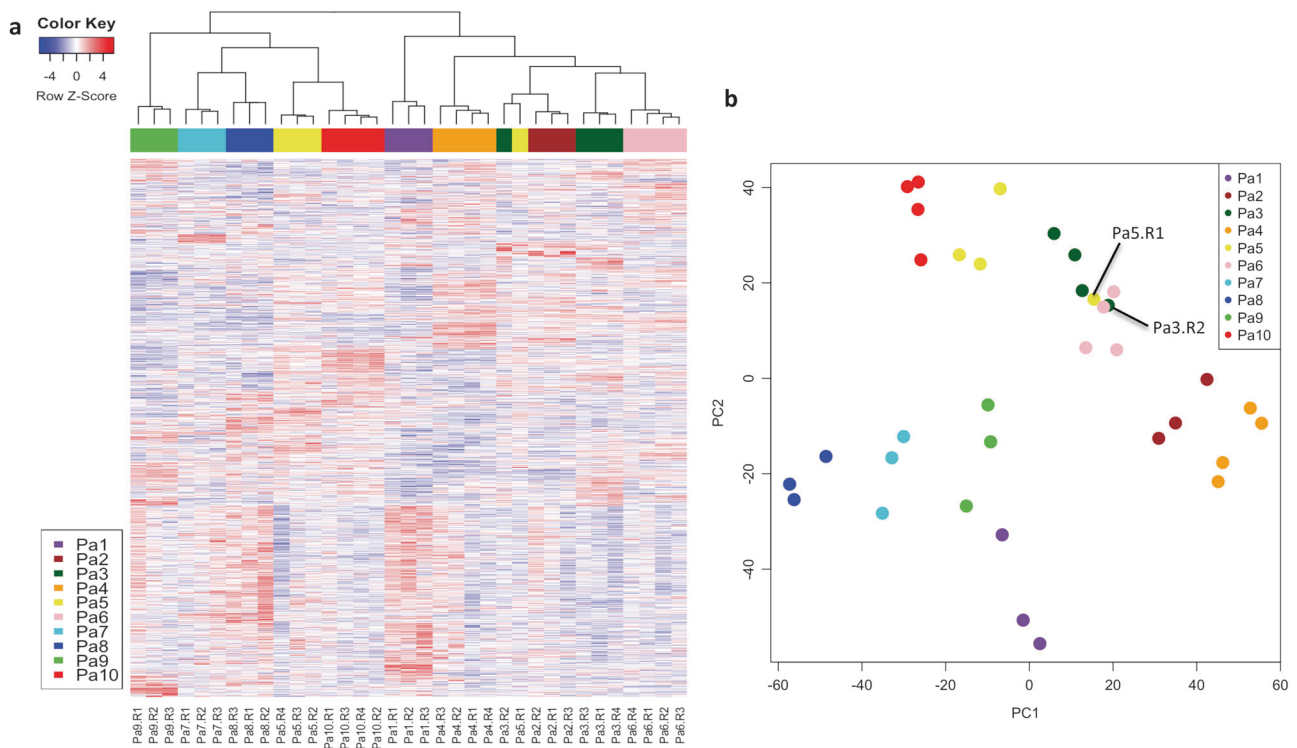 a
Color Key
-4 0 4
Row Z-Score
Pa1
Pa2
Pa3
Pa4
Pa5
Pa6
Pa7
Pa8
Pa9
Pa10
Pa9.R1
Pa9.R2
Pa9.R3
Pa7.R1
Pa7.R2
Pa7.R3
Pa8.R3
Pa8.R1
Pa8.R2
Pa5.R4
Pa5.R3
Pa5.R2
Pa10.R1
Pa10.R3
Pa10.R4
Pa10.R2
Pa1.R1
Pa1.R2
Pa1.R3
Pa4.R3
Pa4.R2
Pa4.R1
Pa4.R4
Pa3.R2
Pa5.R1
Pa2.R2
Pa2.R1
Pa2.R3
Pa3.R3
Pa3.R1
Pa3.R4
Pa6.R4
Pa6.R1
Pa6.R2
Pa6.R3
b
40
20
0
20
-40
PC2
-60
-40
-20
0
20
40
60
PC1
Pa5.R1
Pa3.R2
Pa1
Pa2
Pa3
Pa4
Pa5
Pa6
Pa7
Pa8
Pa9
Pa10